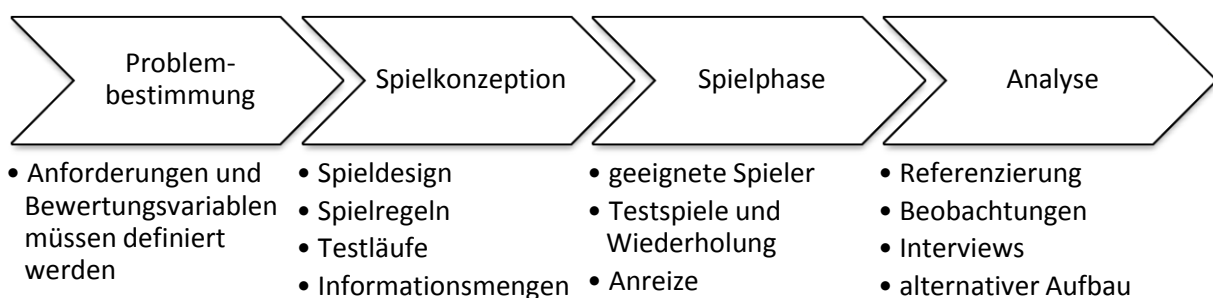 Problem-
bestimmung
Spielkonzeption
Spielphase
Analyse
• Anforderungen und
Bewertungsvariablen
müssen definiert
werden
• Spieldesign
• Spielregeln
• Testläufe
• Informationsmengen
• geeignete Spieler
• Testspiele und
Wiederholung
• Anreize
• Referenzierung
• Beobachtungen
• Interviews
• alternativer Aufbau